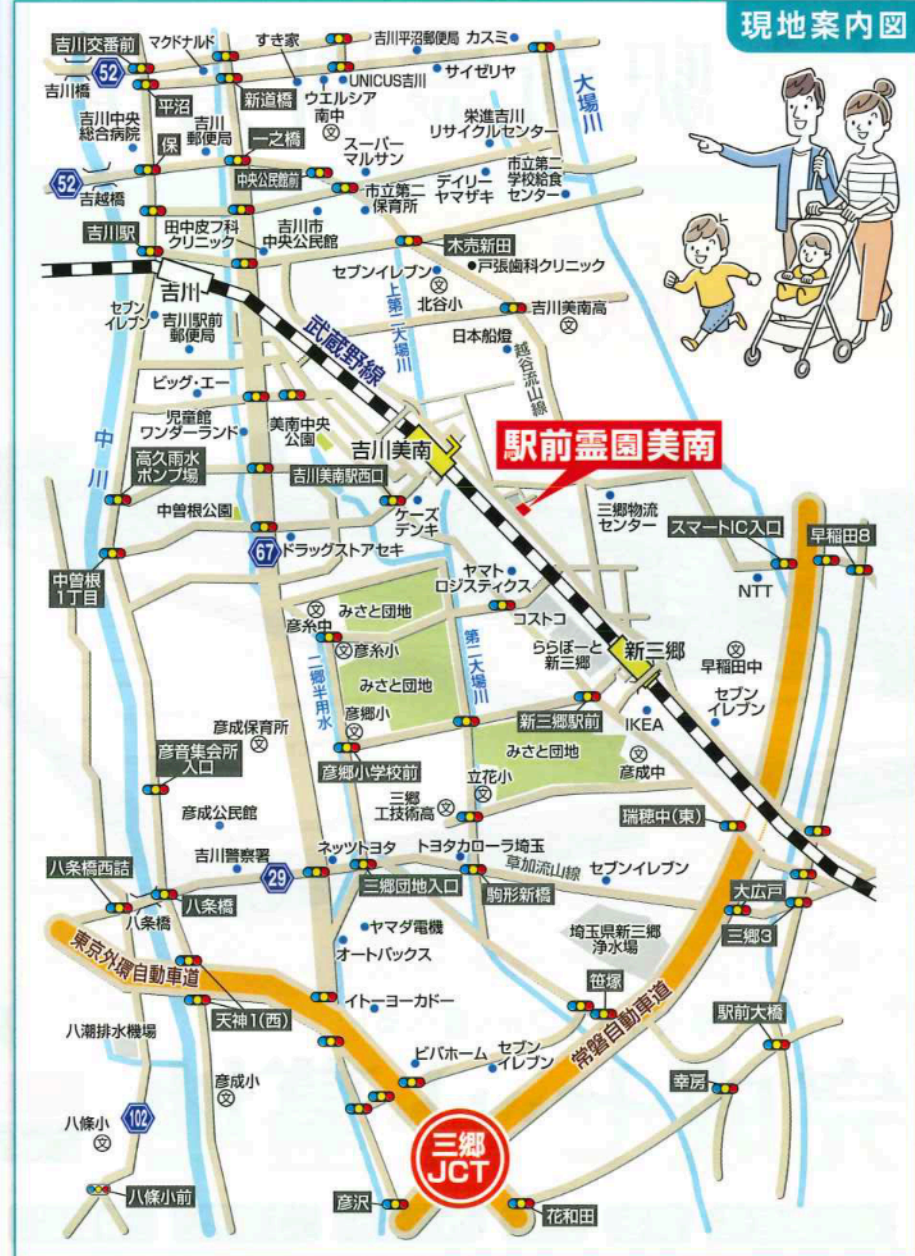 現地案内図
吉川交番前
マクドナルド
すき家
吉川平沼郵便局
カスミ
52
吉川橋
平沼
新道橋
ウエルシア
UNICUS吉川
サイゼリヤ
大場川
吉川中央
総合病院
吉川
郵便局
南中
文
栄進吉川
リサイクルセンター
保
一之橋
スーパー
マルサン
52
吉越橋
中央公民館前
市立第二
保育所
デイリー
ヤマザキ
市立第二
学校給食
センター
吉川駅
田中皮フ科
クリニック
吉川市
中央公民館
木売新田
吉川
セブンイレブン
戸張歯科クリニック
文
北谷小
セブン
イレブン
吉川駅前
郵便局
武蔵野線
上第二大場川
吉川美南高
文
日本船燈
越谷流山線
ビッグ・エー
児童館
ワンダーランド
美南中央
公園
吉川美南
駅前霊園美南
中川
高久雨水
ポンプ場
吉川美南駅西口
ケーズ
デンキ
三郷物流
センター
スマートIC入口
早稲田8
中曽根公園
67
ドラッグストアセキ
中曽根
1丁目
ヤマト
ロジスティクス
NTT
文
彦糸中
みさと団地
コストコ
文
彦糸小
第二大場川
ららぽーと
新三郷
新三郷
文
早稲田中
二郷半用水
みさと団地
セブン
イレブン
彦郷小
文
新三郷駅前
IKEA
彦成保育所
文
彦音集会所
入口
彦郷小学校前
みさと団地
文
彦成中
立花小
文
三郷
工技術高
文
彦成公民館
瑞穂中(東)
吉川警察署
ネッツトヨタ
トヨタカローラ埼玉
草加流山線
セブンイレブン
八条橋西詰
29
八条橋
八条橋
三郷団地入口
駒形新橋
大広戸
三郷3
ヤマダ電機
オートバックス
埼玉県新三郷
浄水場
東京外環自動車道
天神1(西)
イトーヨーカドー
笹塚
駅前大橋
八潮排水機場
ビバホーム
セブン
イレブン
常磐自動車道
彦成小
文
幸房
102
八條小
文
三郷
JCT
八條小前
彦沢
花和田